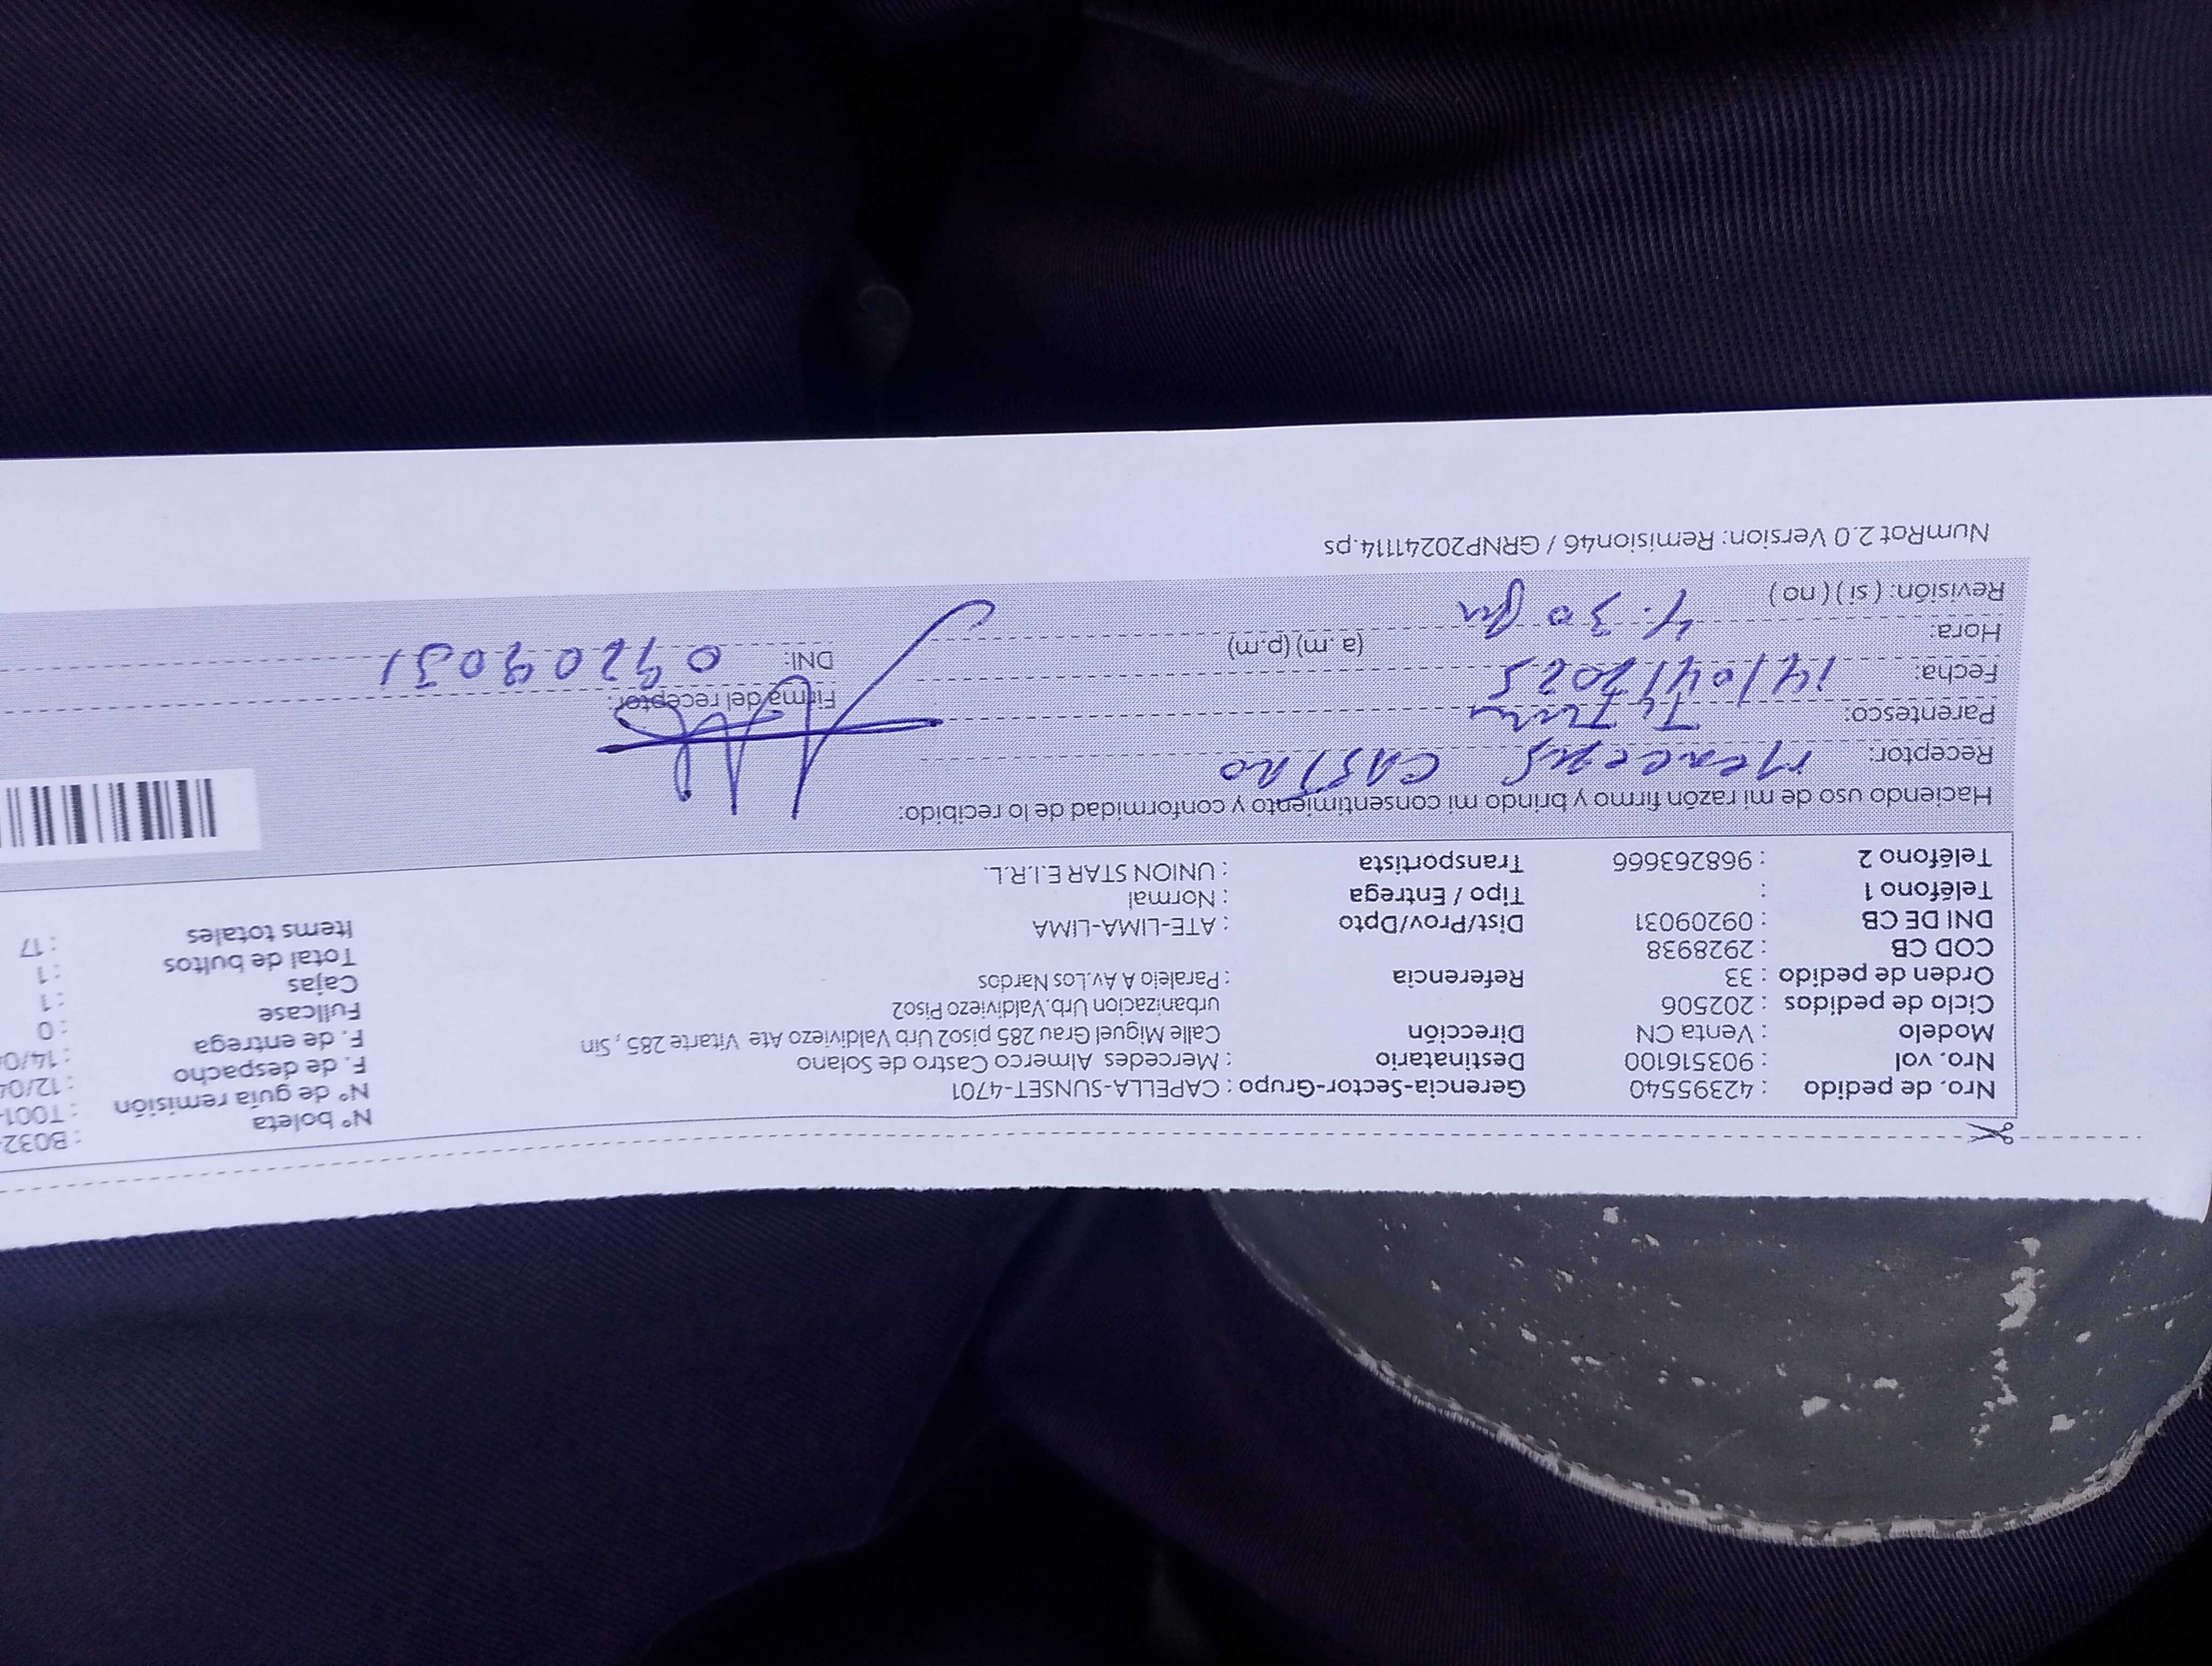 Nro. de pedido : 42395540 Gerencia-Sector-Grupo : CAPELLA-SUNSET-4701 N° boleta : B032
Nro. vol : 903516100 Destinatario : Mercedes Almerco Castro de Solano N° de guía remisión : T001-
Modelo : Venta CN Dirección Calle Miguel Grau 285 piso2 Urb Valdiviezo Ate Vitarte 285 , Sin F. de despacho : 12/04
Ciclo de pedidos : 202506 urbanizacion Urb.Valdiviezo Piso2 F. de entrega : 14/04
Orden de pedido : 33 Referencia : Paralelo A Av.Los Nardos Fullcase : 0
COD CB : 2928938 Cajas : 1
DNI DE CB : 09209031 Dist/Prov/Dpto : ATE-LIMA-LIMA Total de bultos : 1
Teléfono 1 : Tipo / Entrega : Normal Items totales : 17
Teléfono 2 : 968263666 Transportista : UNION STAR E.I.R.L.
Haciendo uso de mi razón firmo y brindo mi consentimiento y conformidad de lo recibido:
Receptor: Mercedes CASTRO
Parentesco: Firma del receptor:
Fecha: 14/04/2025 DNI: 09209031
Hora: 4:30 pm (a.m) (p.m)
Revisión: ( si ) ( no )
NumRot 2.0 Version: Remision46 / GRNP20241114.ps